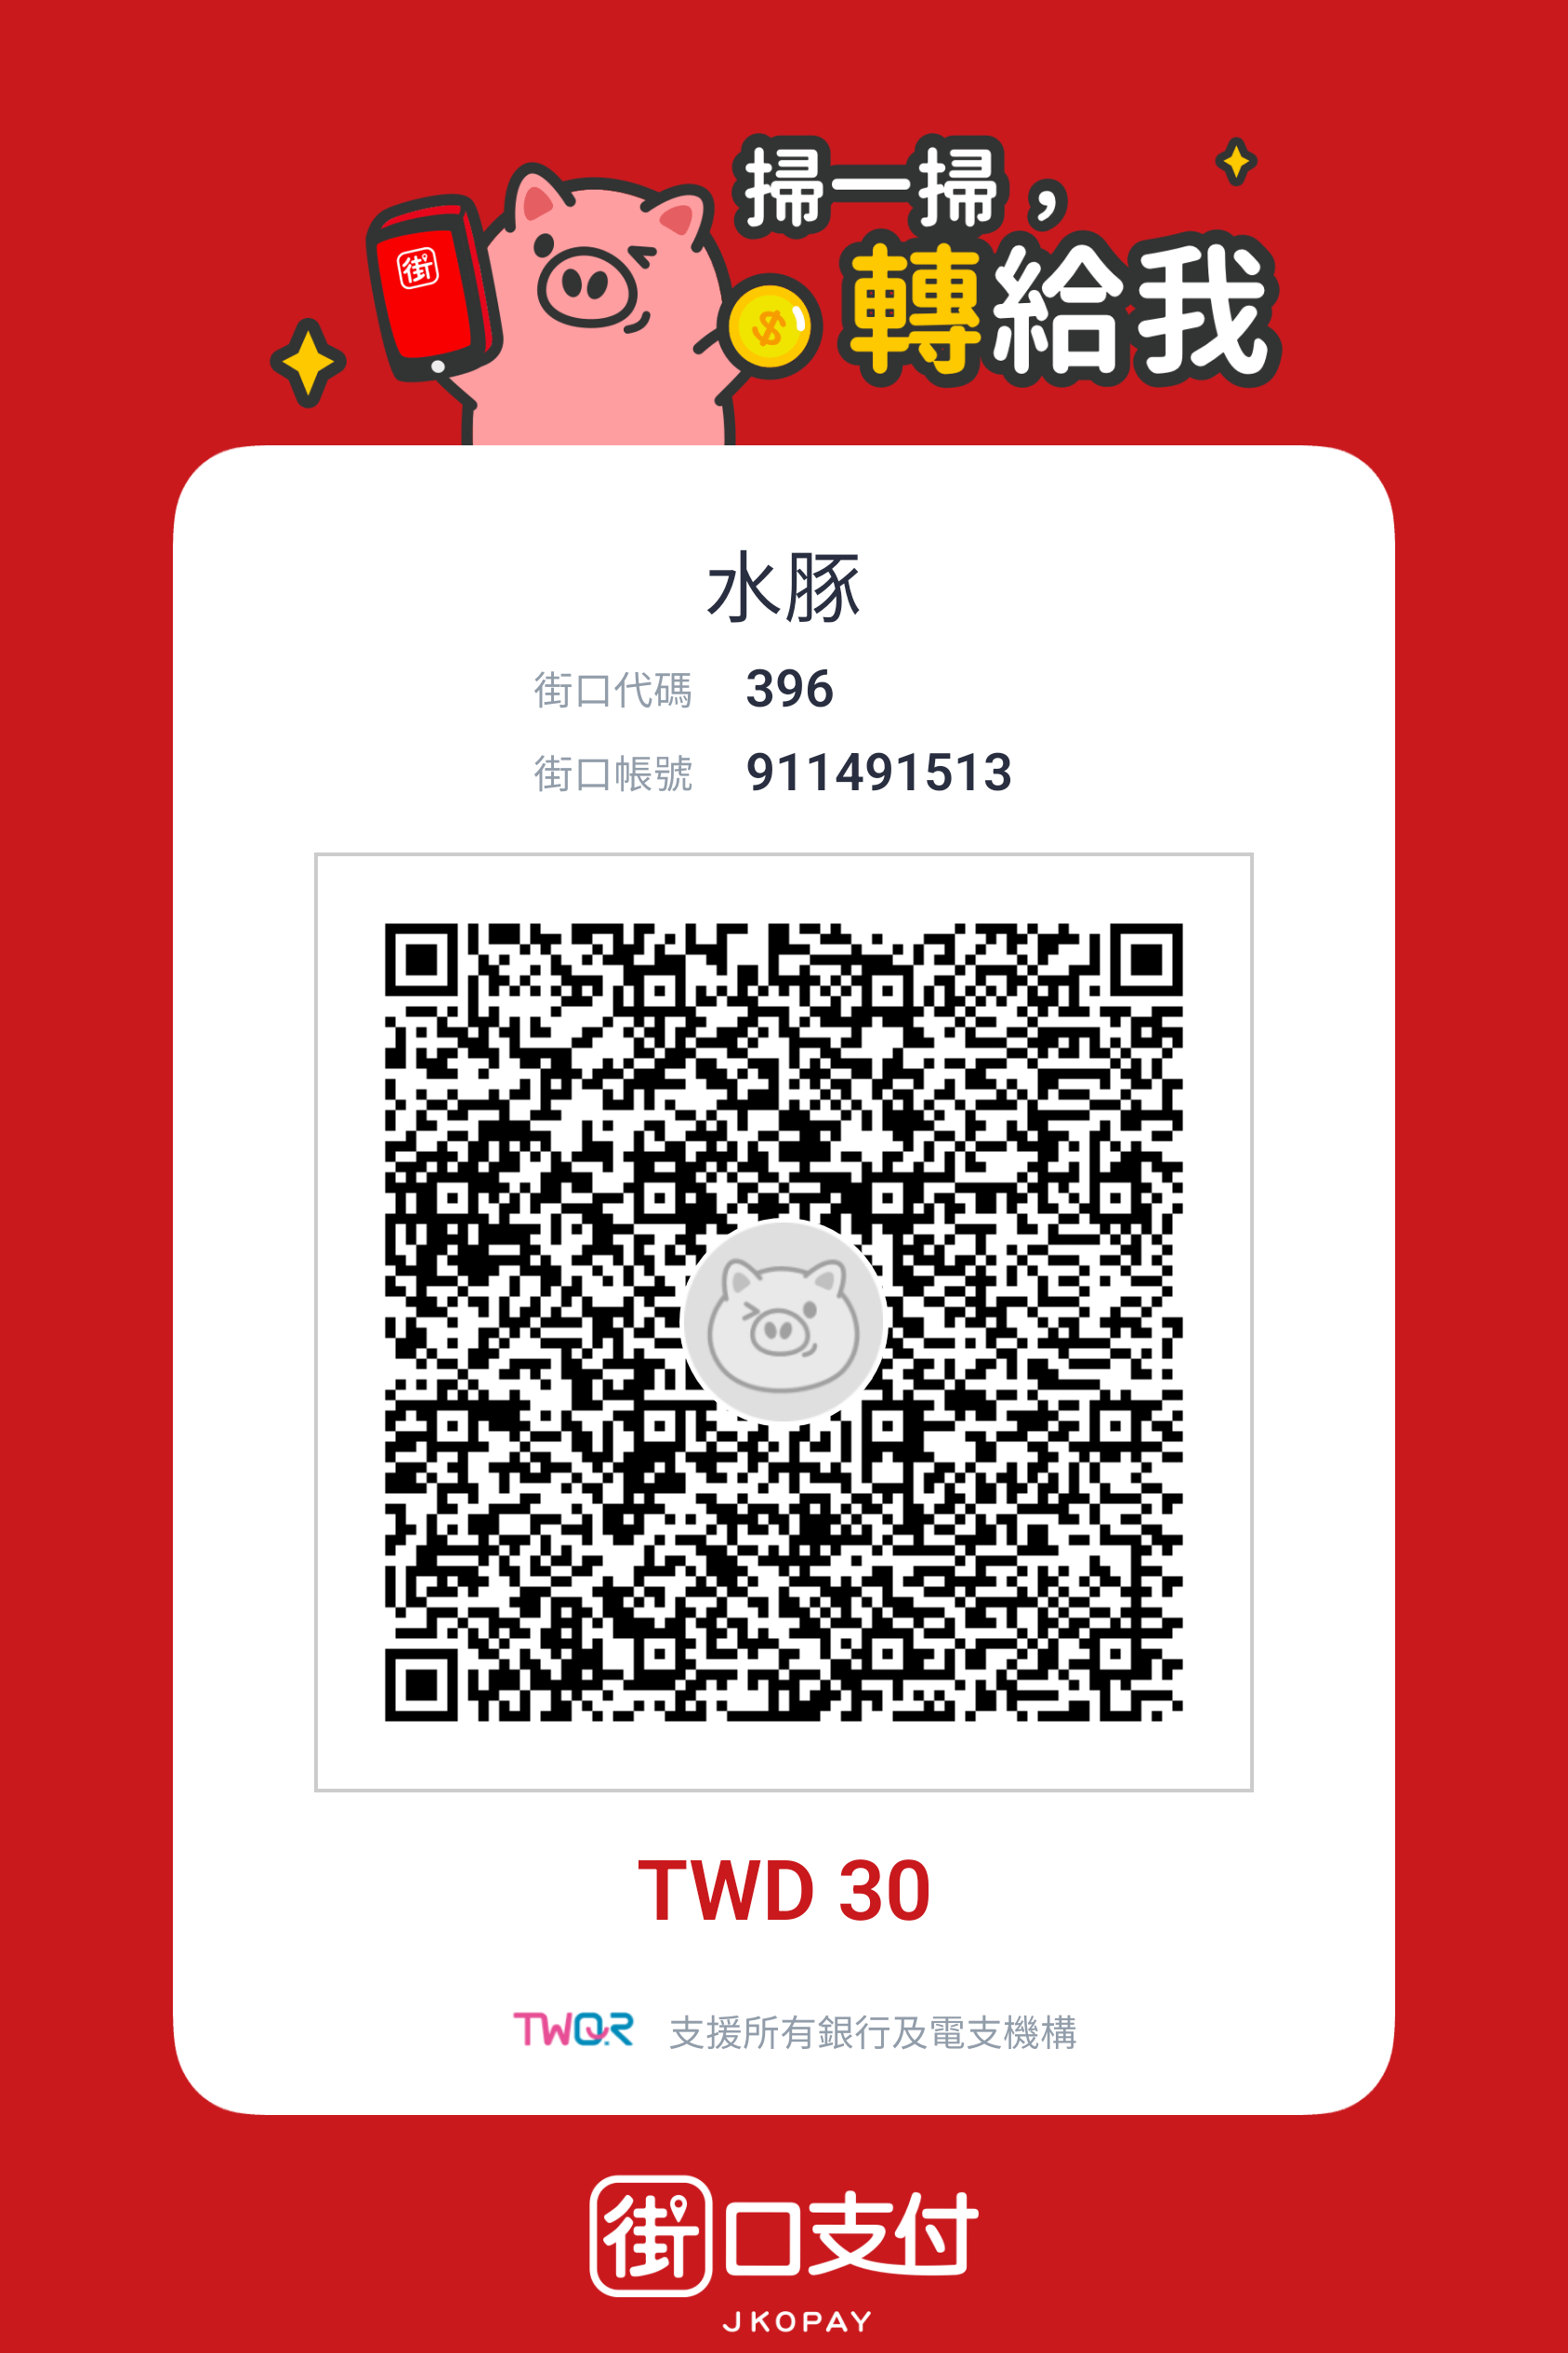 掃一掃,
轉給我
街
$
水豚
街口代碼 396
街口帳號 911491513
TWD 30
TWQR 支援所有銀行及電支機構
街口支付
JKOPAY